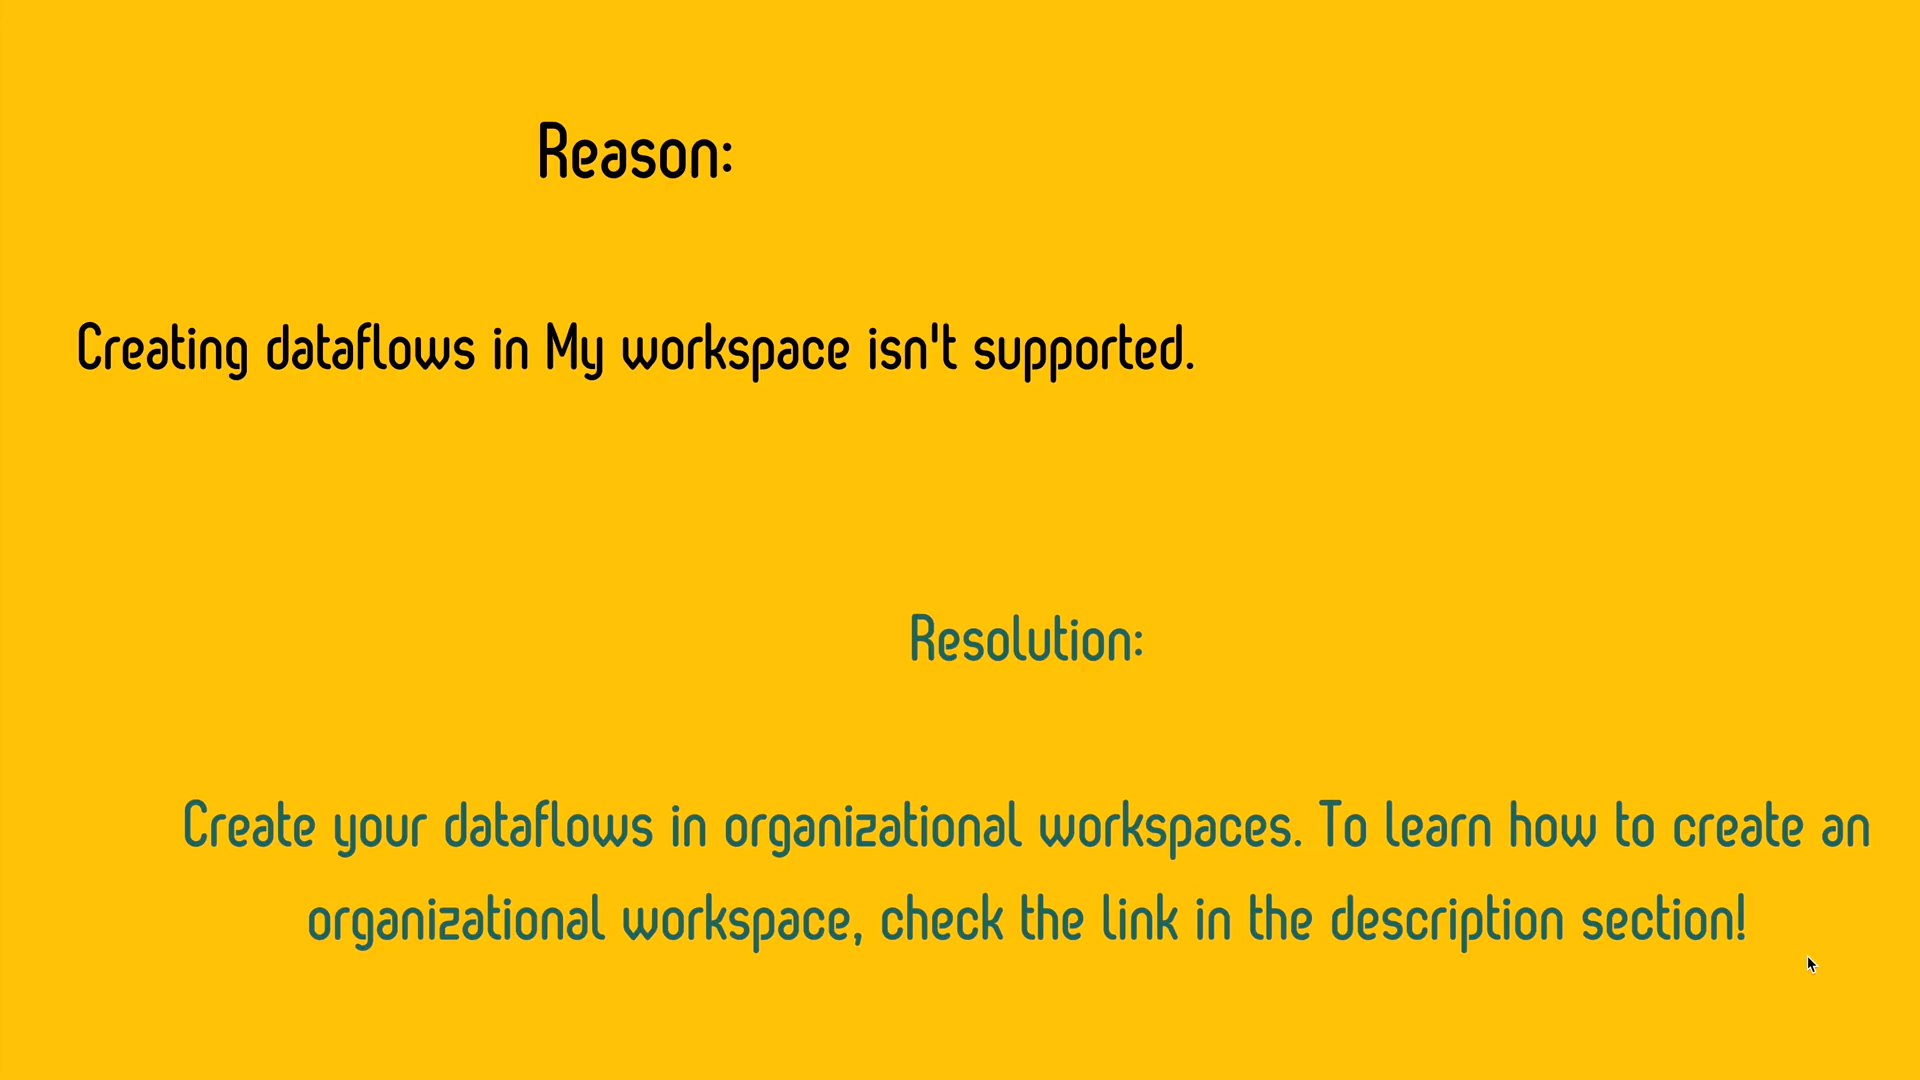 Reason:
Creating dataflows in My workspace isn't supported.
Resolution:
Create your dataflows in organizational workspaces. To learn how to create an
organizational workspace, check the link in the description section!